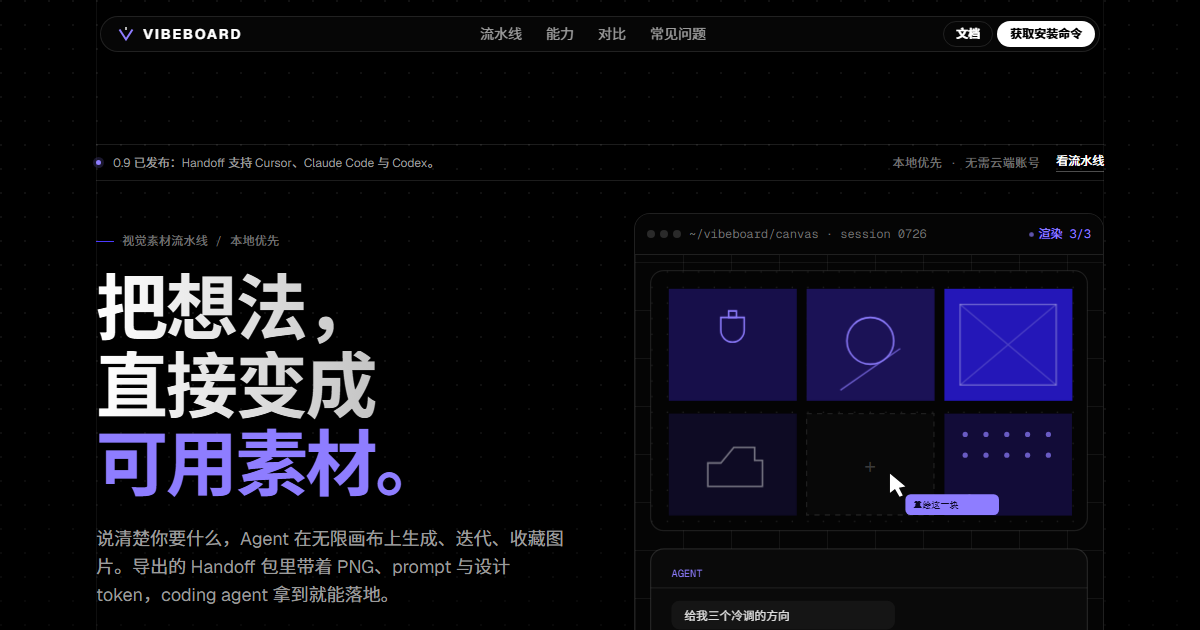 VIBEBOARD
流水线
能力
对比
常见问题
文档
获取安装命令
0.9 已发布：Handoff 支持 Cursor、Claude Code 与 Codex。
本地优先 · 无需云端账号
看流水线
视觉素材流水线 / 本地优先
把想法，
直接变成
可用素材。
说清楚你要什么，Agent 在无限画布上生成、迭代、收藏图
片。导出的 Handoff 包里带着 PNG、prompt 与设计
token，coding agent 拿到就能落地。
~/vibeboard/canvas · session 0726
渲染 3/3
重绘这一块
AGENT
给我三个冷调的方向